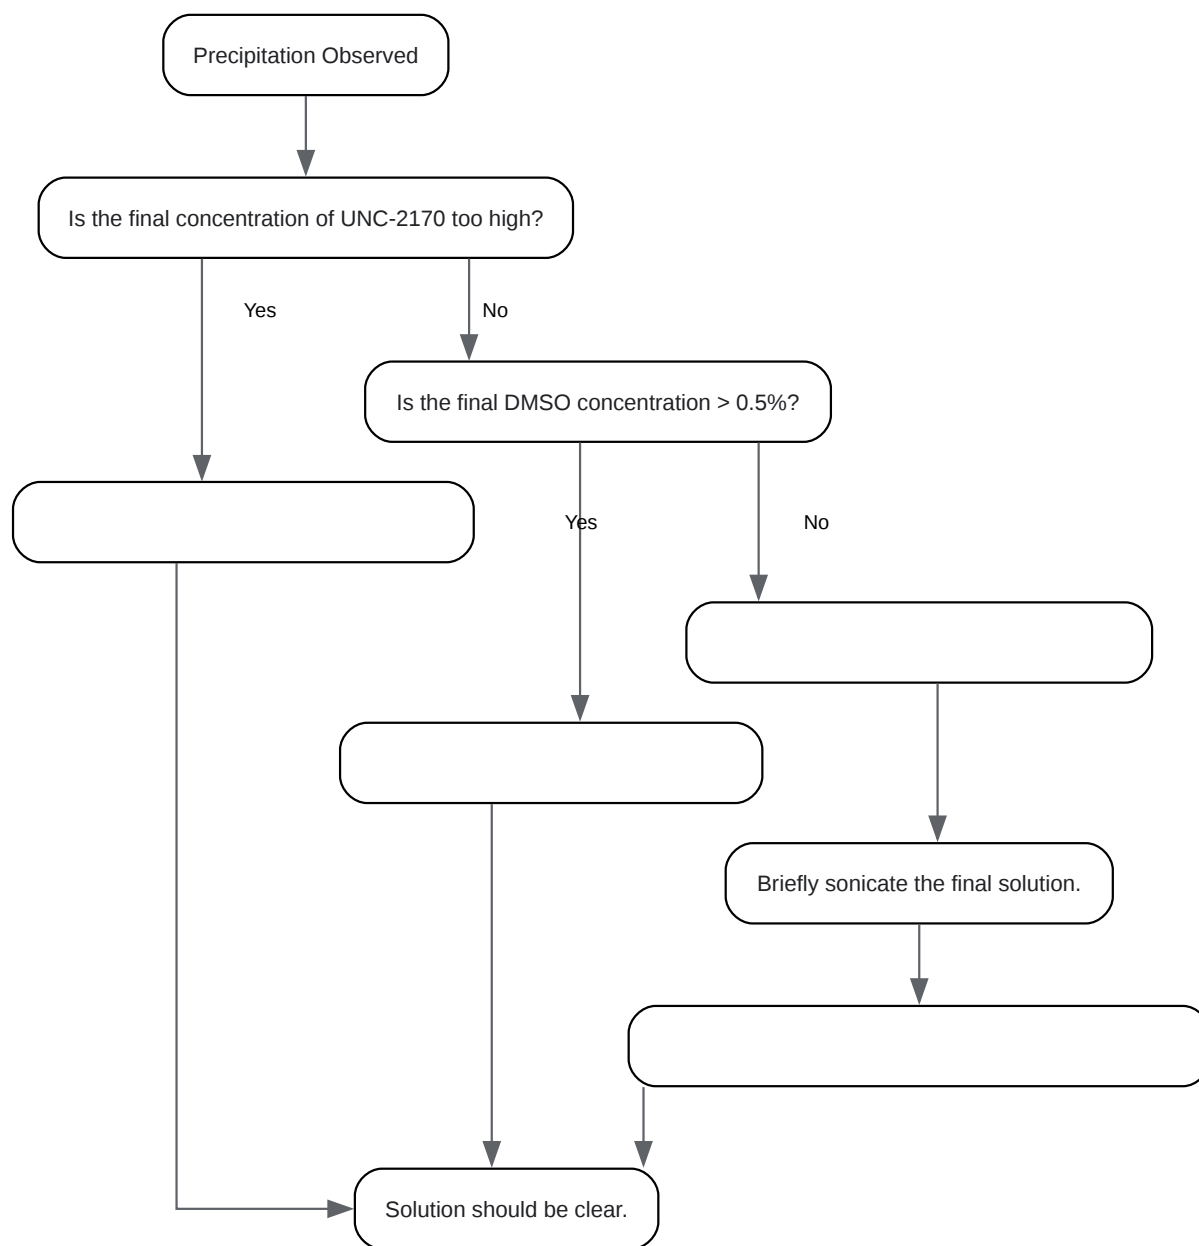 Precipitation Observed
Is the final concentration of UNC-2170 too high?
Yes
No
Is the final DMSO concentration > 0.5%?
Yes
No
Briefly sonicate the final solution.
Solution should be clear.